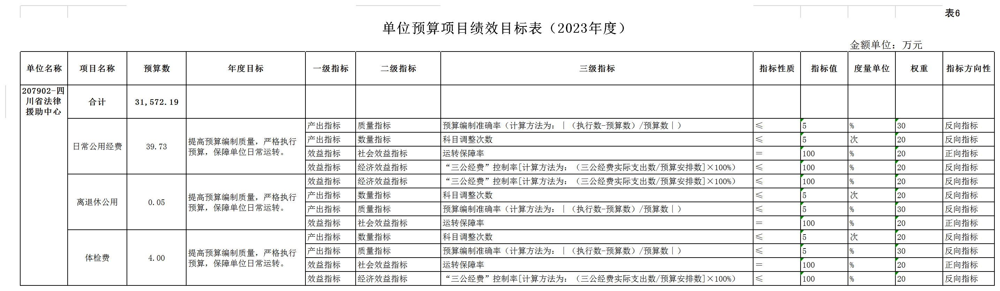 表6
单位预算项目绩效目标表（2023年度）
金额单位：万元
单位名称 项目名称 预算数 年度目标 一级指标 二级指标 三级指标 指标性质 指标值 度量单位 权重 指标方向性
207902-四川省法律援助中心 合计 31,572.19
日常公用经费 39.73 提高预算编制质量，严格执行预算，保障单位日常运转。 产出指标 质量指标 预算编制准确率（计算方法为：∣（执行数-预算数）/预算数∣） ≤ 5 % 30 反向指标
产出指标 数量指标 科目调整次数 ≤ 5 次 20 反向指标
效益指标 社会效益指标 运转保障率 ＝ 100 % 20 正向指标
效益指标 经济效益指标 “三公经费”控制率[计算方法为：（三公经费实际支出数/预算安排数]×100%） ≤ 100 % 20 反向指标
离退休公用 0.05 提高预算编制质量，严格执行预算，保障单位日常运转。 效益指标 经济效益指标 “三公经费”控制率[计算方法为：（三公经费实际支出数/预算安排数]×100%） ≤ 100 % 20 反向指标
产出指标 数量指标 科目调整次数 ≤ 5 次 20 反向指标
产出指标 质量指标 预算编制准确率（计算方法为：∣（执行数-预算数）/预算数∣） ≤ 5 % 30 反向指标
效益指标 社会效益指标 运转保障率 ＝ 100 % 20 正向指标
体检费 4.00 提高预算编制质量，严格执行预算，保障单位日常运转。 产出指标 数量指标 科目调整次数 ≤ 5 次 20 反向指标
产出指标 质量指标 预算编制准确率（计算方法为：∣（执行数-预算数）/预算数∣） ≤ 5 % 30 反向指标
效益指标 社会效益指标 运转保障率 ＝ 100 % 20 正向指标
效益指标 经济效益指标 “三公经费”控制率[计算方法为：（三公经费实际支出数/预算安排数]×100%） ≤ 100 % 20 反向指标